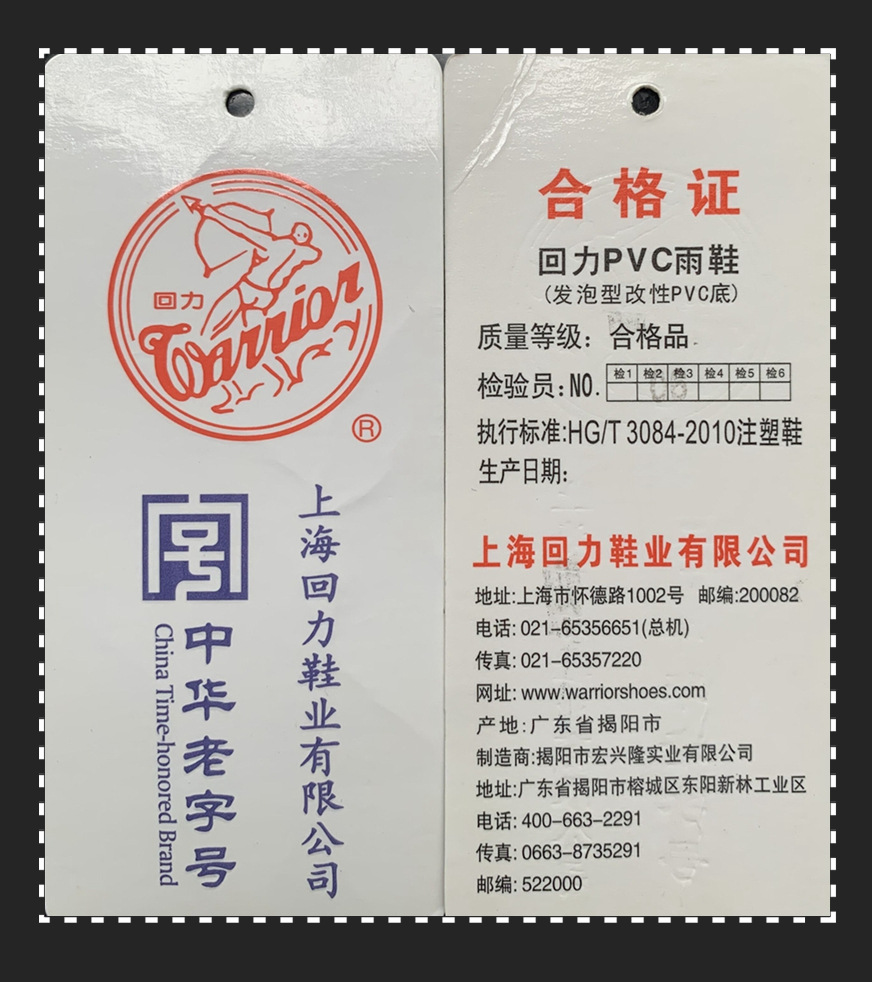 回力
Warrior
®
中华老字号
China Time-honored Brand
上海回力鞋业有限公司
合格证
回力PVC雨鞋
(发泡型改性PVC底)
质量等级：合格品
检验员:NO. 检1 检2 检3 检4 检5 检6
执行标准:HG/T 3084-2010注塑鞋
生产日期:
上海回力鞋业有限公司
地址:上海市怀德路1002号 邮编:200082
电话: 021-65356651(总机)
传真: 021-65357220
网址: www.warriorshoes.com
产地:广东省揭阳市
制造商:揭阳市宏兴隆实业有限公司
地址:广东省揭阳市榕城区东阳新林工业区
电话: 400-663-2291
传真: 0663-8735291
邮编: 522000